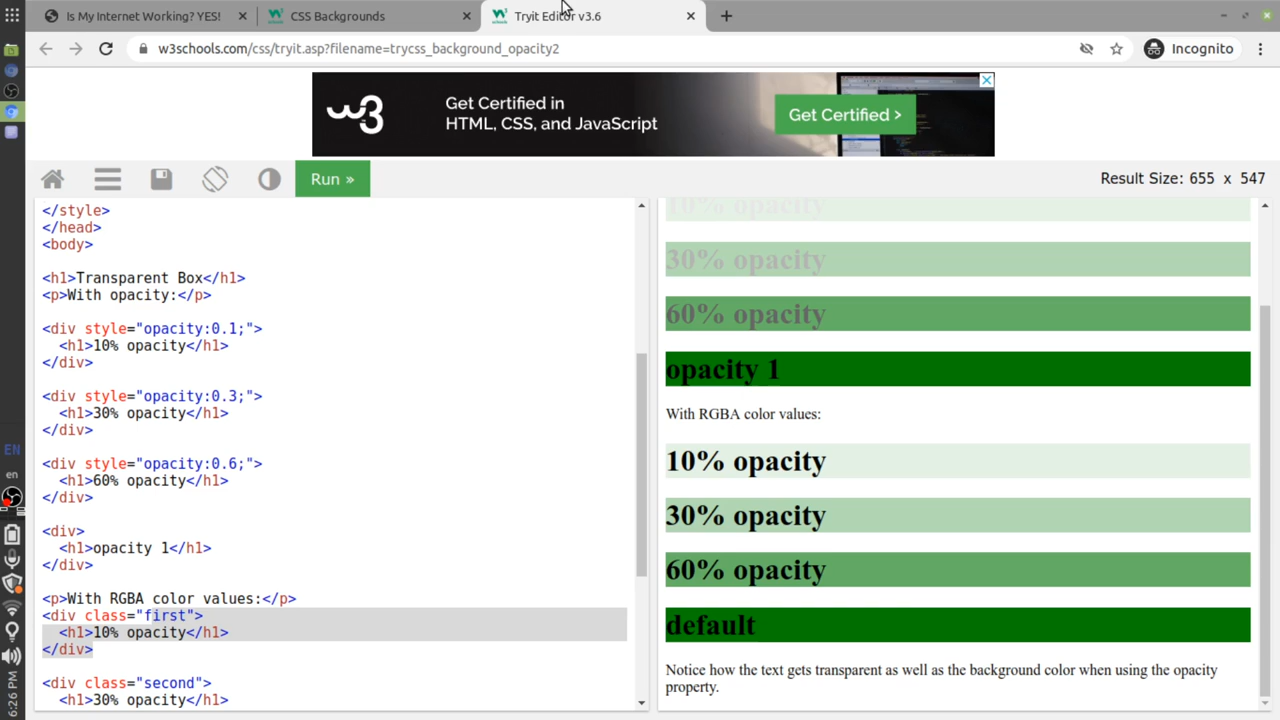 Is My Internet Working? YES!
CSS Backgrounds
Tryit Editor v3.6
w3schools.com/css/tryit.asp?filename=trycss_background_opacity2
Incognito
w3
Get Certified in
HTML, CSS, and JavaScript
Get Certified >
Run »
Result Size: 655 x 547
</style>
</head>
<body>
<h1>Transparent Box</h1>
<p>With opacity:</p>
<div style="opacity:0.1;">
<h1>10% opacity</h1>
</div>
<div style="opacity:0.3;">
<h1>30% opacity</h1>
</div>
<div style="opacity:0.6;">
<h1>60% opacity</h1>
</div>
<div>
<h1>opacity 1</h1>
</div>
<p>With RGBA color values:</p>
<div class="first">
<h1>10% opacity</h1>
</div>
<div class="second">
<h1>30% opacity</h1>
10% opacity
30% opacity
60% opacity
opacity 1
With RGBA color values:
10% opacity
30% opacity
60% opacity
default
Notice how the text gets transparent as well as the background color when using the opacity
property.
EN
en
6:26 PM